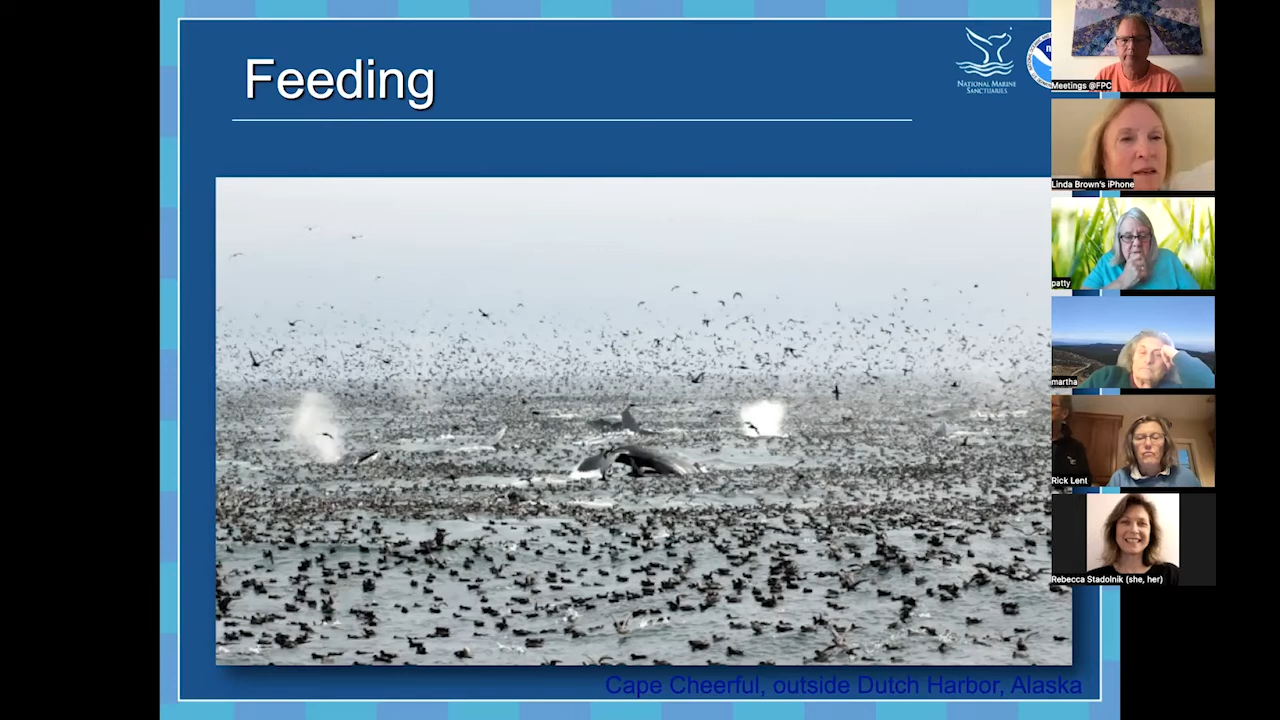 Feeding
NATIONAL MARINE
SANCTUARIES
Meetings @FPC
Linda Brown's iPhone
patty
martha
Rick Lent
Rebecca Stadolnik (she, her)
Cape Cheerful, outside Dutch Harbor, Alaska